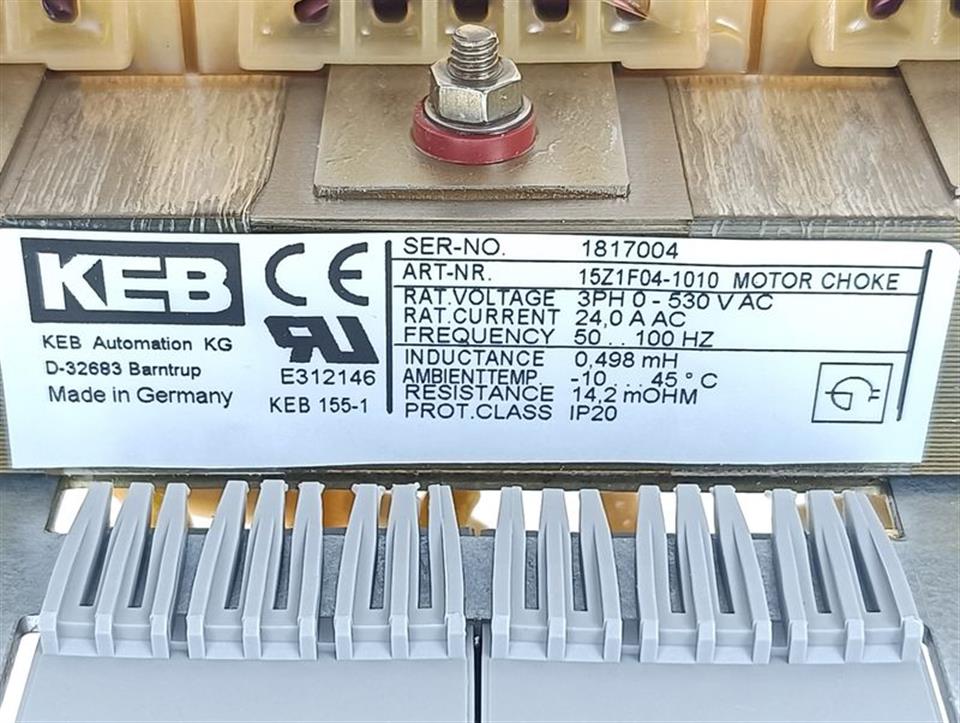 KEB
CE
RU
KEB Automation KG
D-32683 Barntrup
Made in Germany
E312146
KEB 155-1
SER-NO. 1817004
ART-NR. 15Z1F04-1010 MOTOR CHOKE
RAT.VOLTAGE 3PH 0 - 530 V AC
RAT.CURRENT 24,0 A AC
FREQUENCY 50 . . 100 HZ
INDUCTANCE 0,498 mH
AMBIENTTEMP. -10 . . . 45 ° C
RESISTANCE 14,2 mOHM
PROT.CLASS IP20